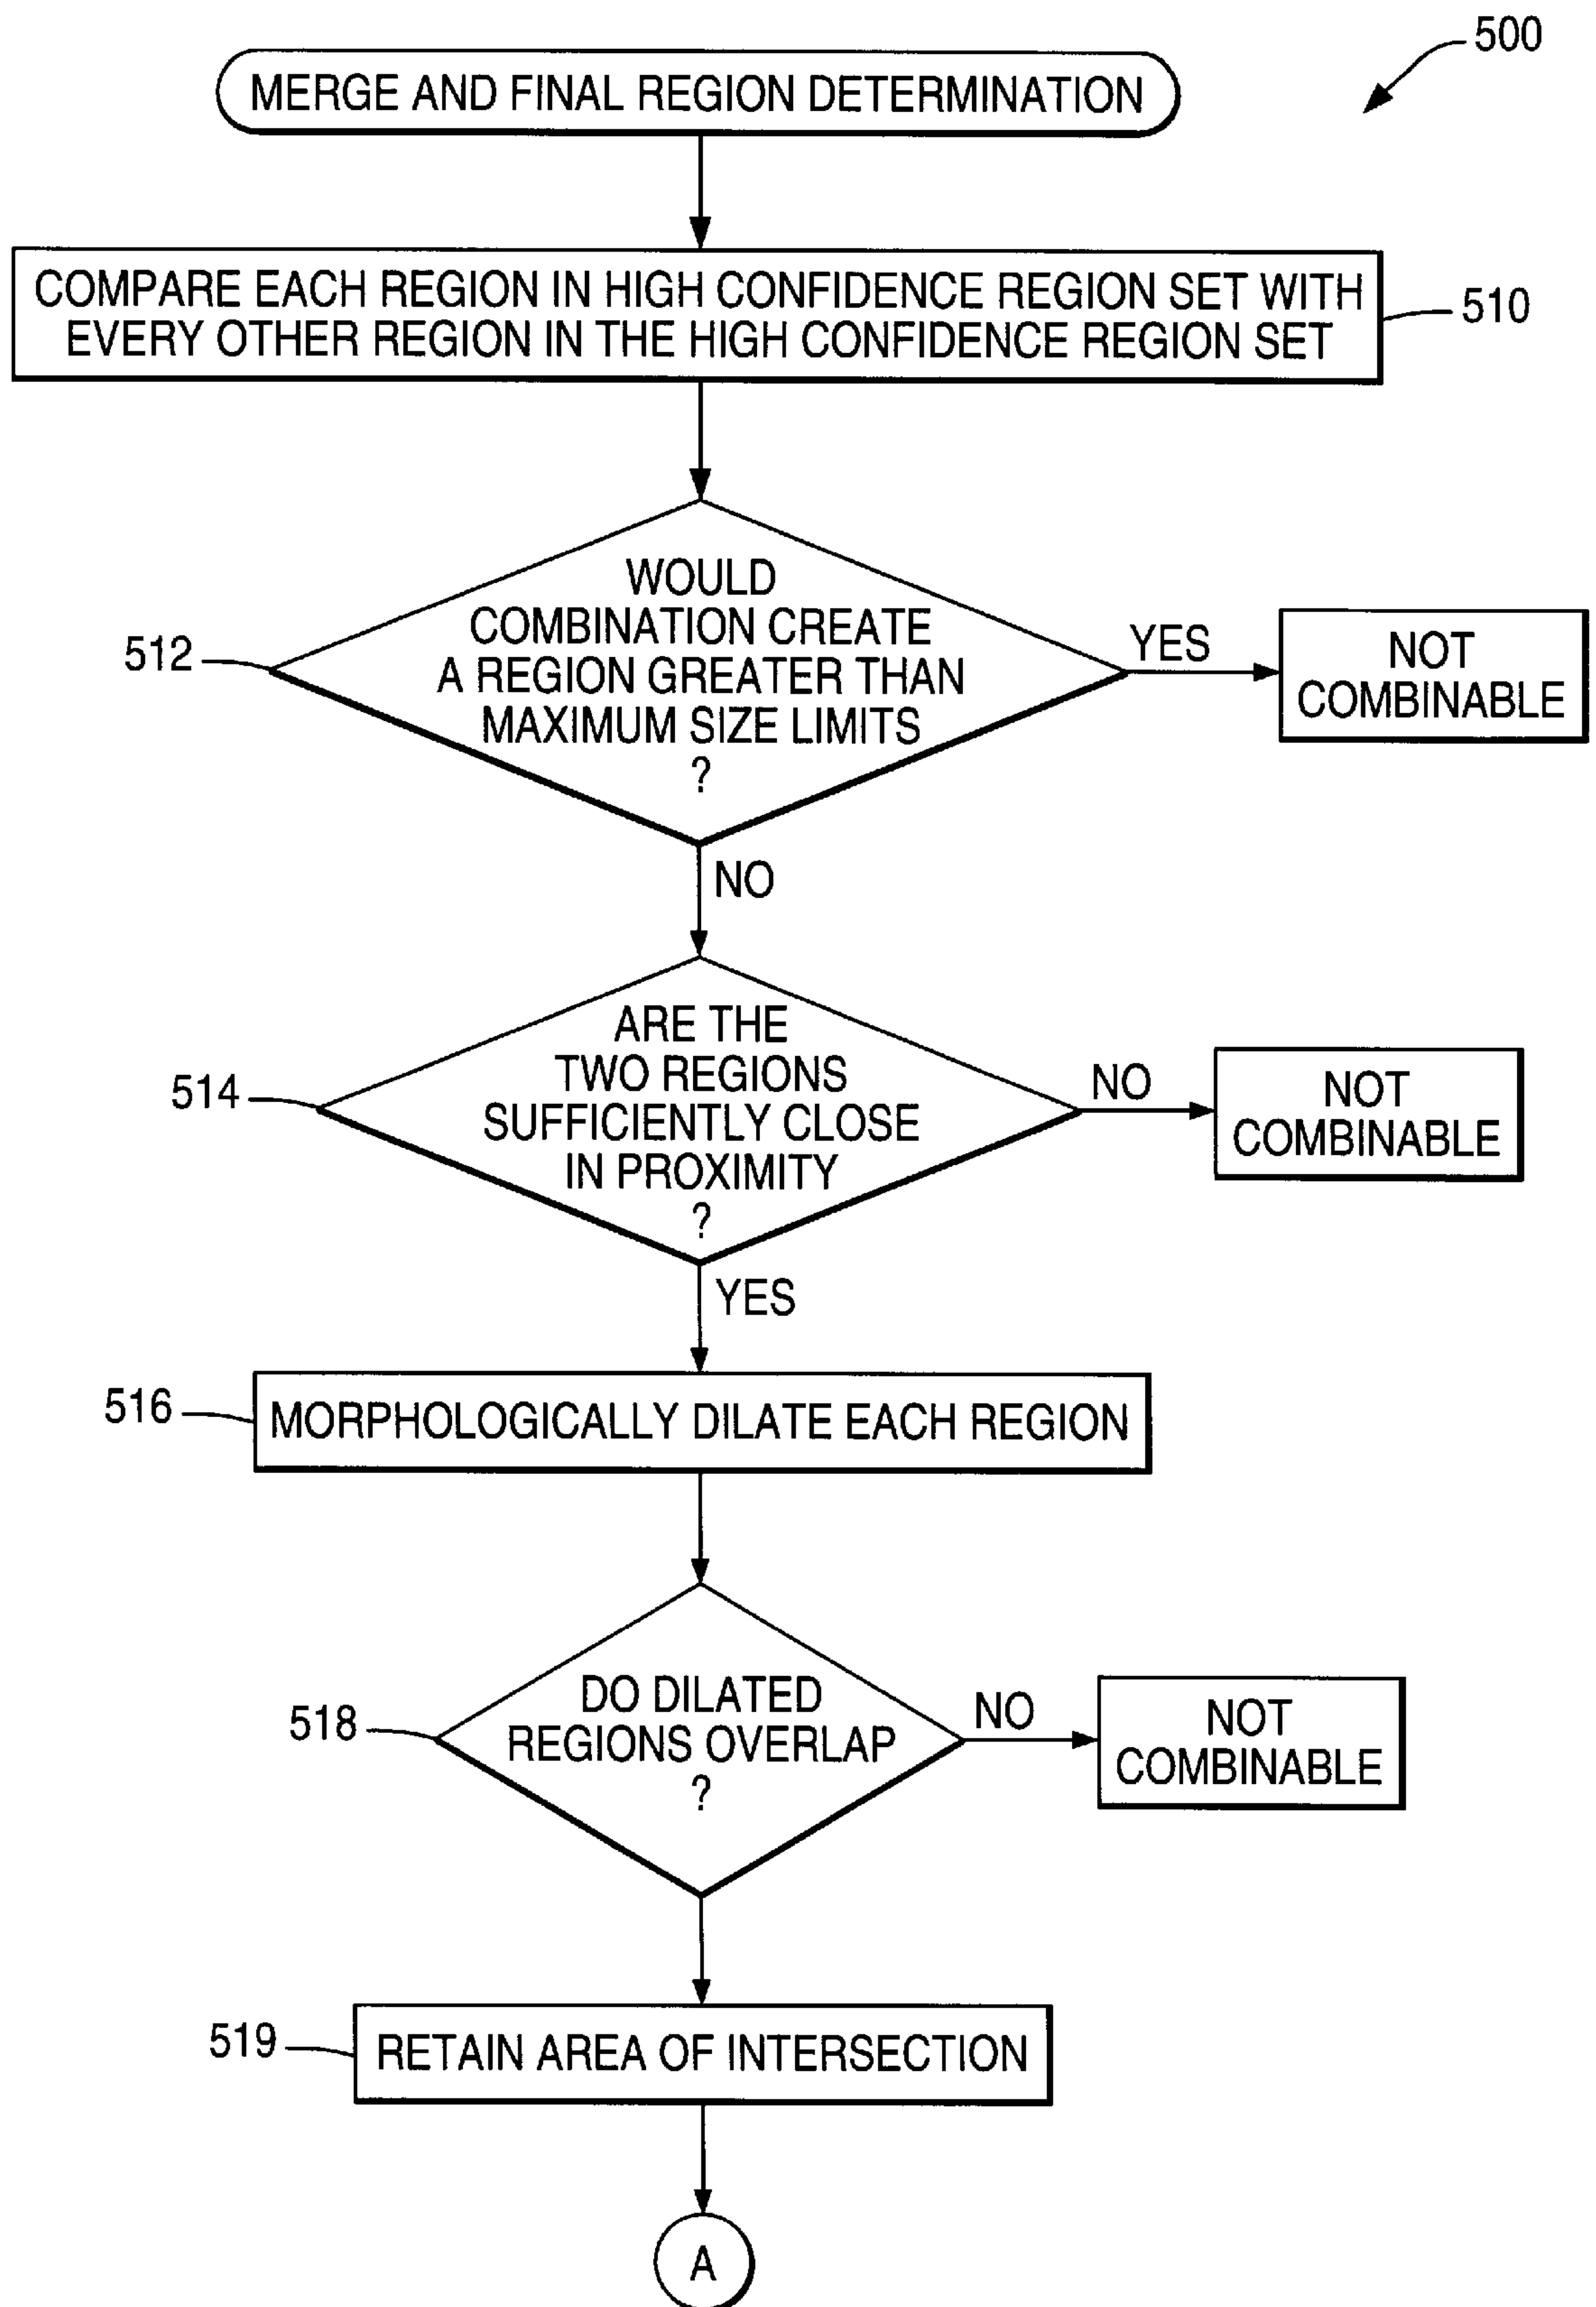 500
MERGE AND FINAL REGION DETERMINATION
COMPARE EACH REGION IN HIGH CONFIDENCE REGION SET WITH
EVERY OTHER REGION IN THE HIGH CONFIDENCE REGION SET
510
WOULD
COMBINATION CREATE
A REGION GREATER THAN
MAXIMUM SIZE LIMITS
?
512
YES
NOT
COMBINABLE
NO
ARE THE
TWO REGIONS
SUFFICIENTLY CLOSE
IN PROXIMITY
?
514
NO
NOT
COMBINABLE
YES
516
MORPHOLOGICALLY DILATE EACH REGION
518
DO DILATED
REGIONS OVERLAP
?
NO
NOT
COMBINABLE
519
RETAIN AREA OF INTERSECTION
A